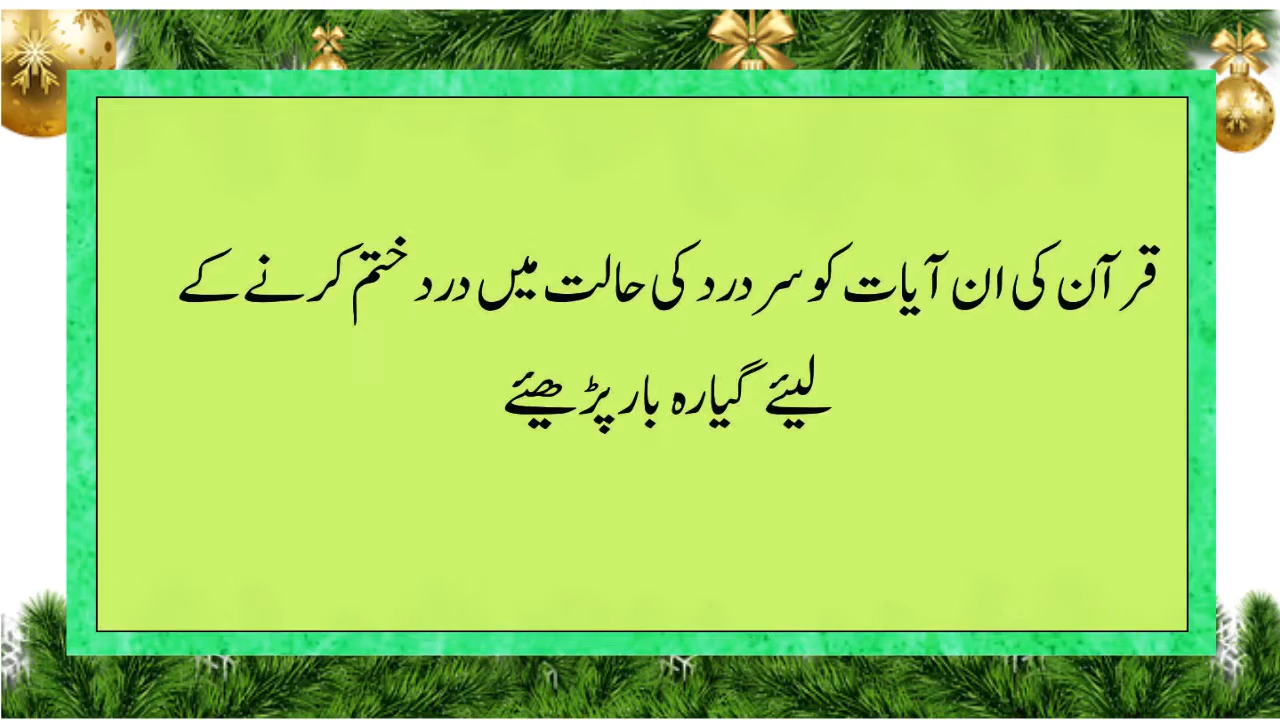 قرآن کی ان آیات کو سر درد کی حالت میں درد ختم کرنے کے
لیئے گیارہ بار پڑھیئے